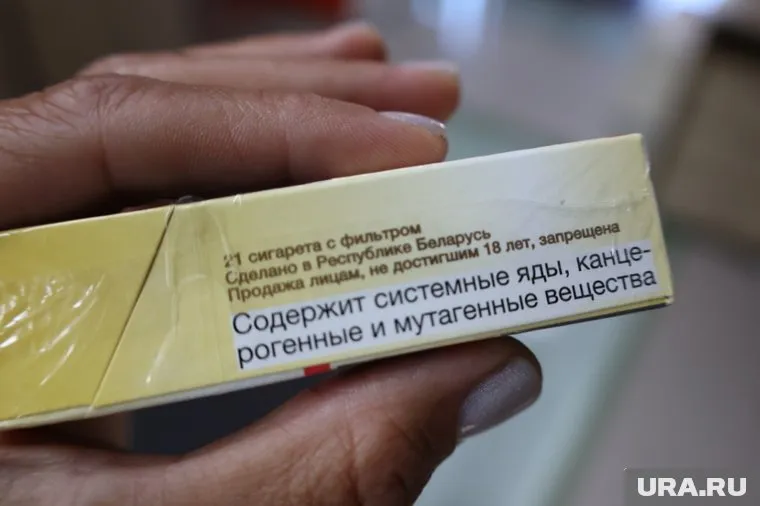 21 сигарета с фильтром
Сделано в Республике Беларусь
Продажа лицам, не достигшим 18 лет, запрещена
Содержит системные яды, канце-
рогенные и мутагенные вещества
URA.RU